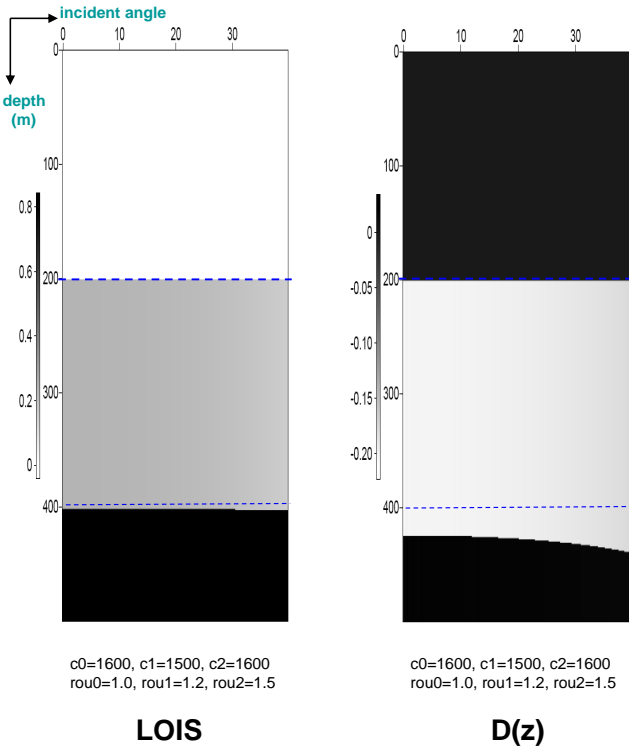 incident angle
depth
(m)
0 10 20 30
0
100
200
300
400
0.8
0.6
0.4
0.2
0
0 10 20 30
0
100
200
300
400
0
-0.05
-0.10
-0.15
-0.20
c0=1600, c1=1500, c2=1600
rou0=1.0, rou1=1.2, rou2=1.5
c0=1600, c1=1500, c2=1600
rou0=1.0, rou1=1.2, rou2=1.5
LOIS
D(z)